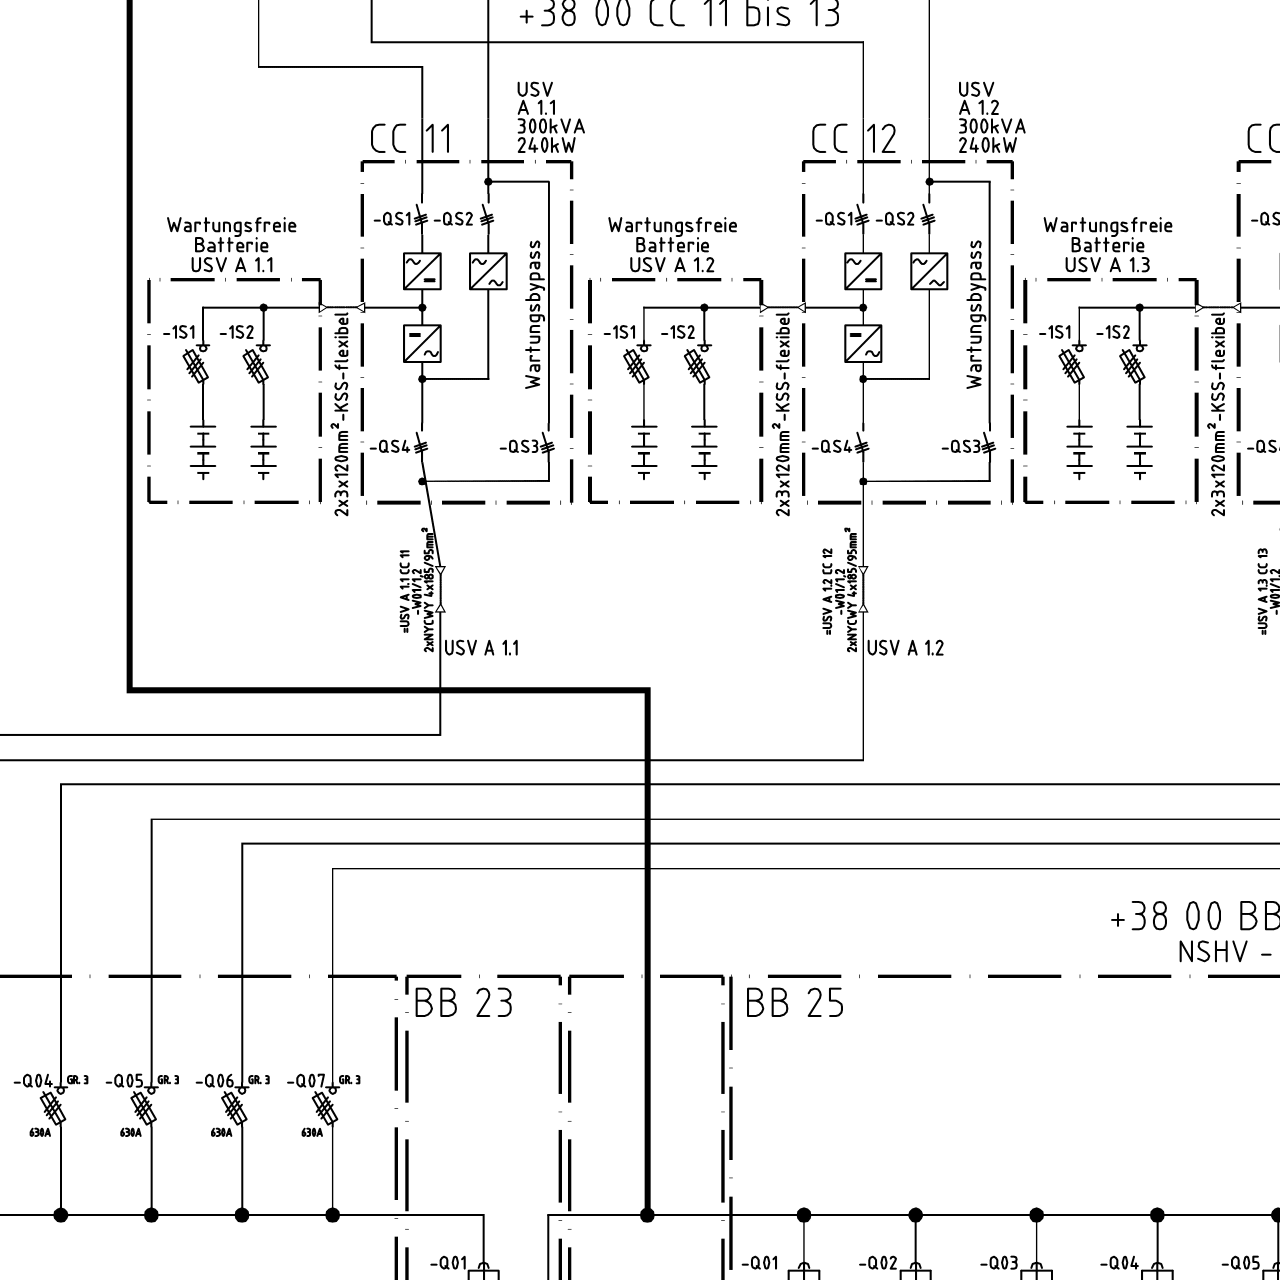 +38 00 CC 11 bis 13
USV
A 1.1
300kVA
240kW
USV
A 1.2
300kVA
240kW
CC 11
CC 12
-QS1
-QS2
-QS1
-QS2
Wartungsfreie
Batterie
USV A 1.1
Wartungsfreie
Batterie
USV A 1.2
Wartungsfreie
Batterie
USV A 1.3
Wartungsbypass
Wartungsbypass
-1S1
-1S2
-1S1
-1S2
-1S1
-1S2
2x3x120mm²-KSS-flexibel
2x3x120mm²-KSS-flexibel
2x3x120mm²-KSS-flexibel
-QS4
-QS3
-QS4
-QS3
=USV A 1.1 CC 11
-W01/1,2
2xNYCWY 4x185/95mm²
=USV A 1.2 CC 12
-W01/1,2
2xNYCWY 4x185/95mm²
=USV A 1.3 CC 13
-W01/1,2
USV A 1.1
USV A 1.2
+38 00 BB
NSHV -
BB 23
BB 25
-Q04 GR. 3
-Q05 GR. 3
-Q06 GR. 3
-Q07 GR. 3
630A
630A
630A
630A
-Q01
-Q01
-Q02
-Q03
-Q04
-Q05